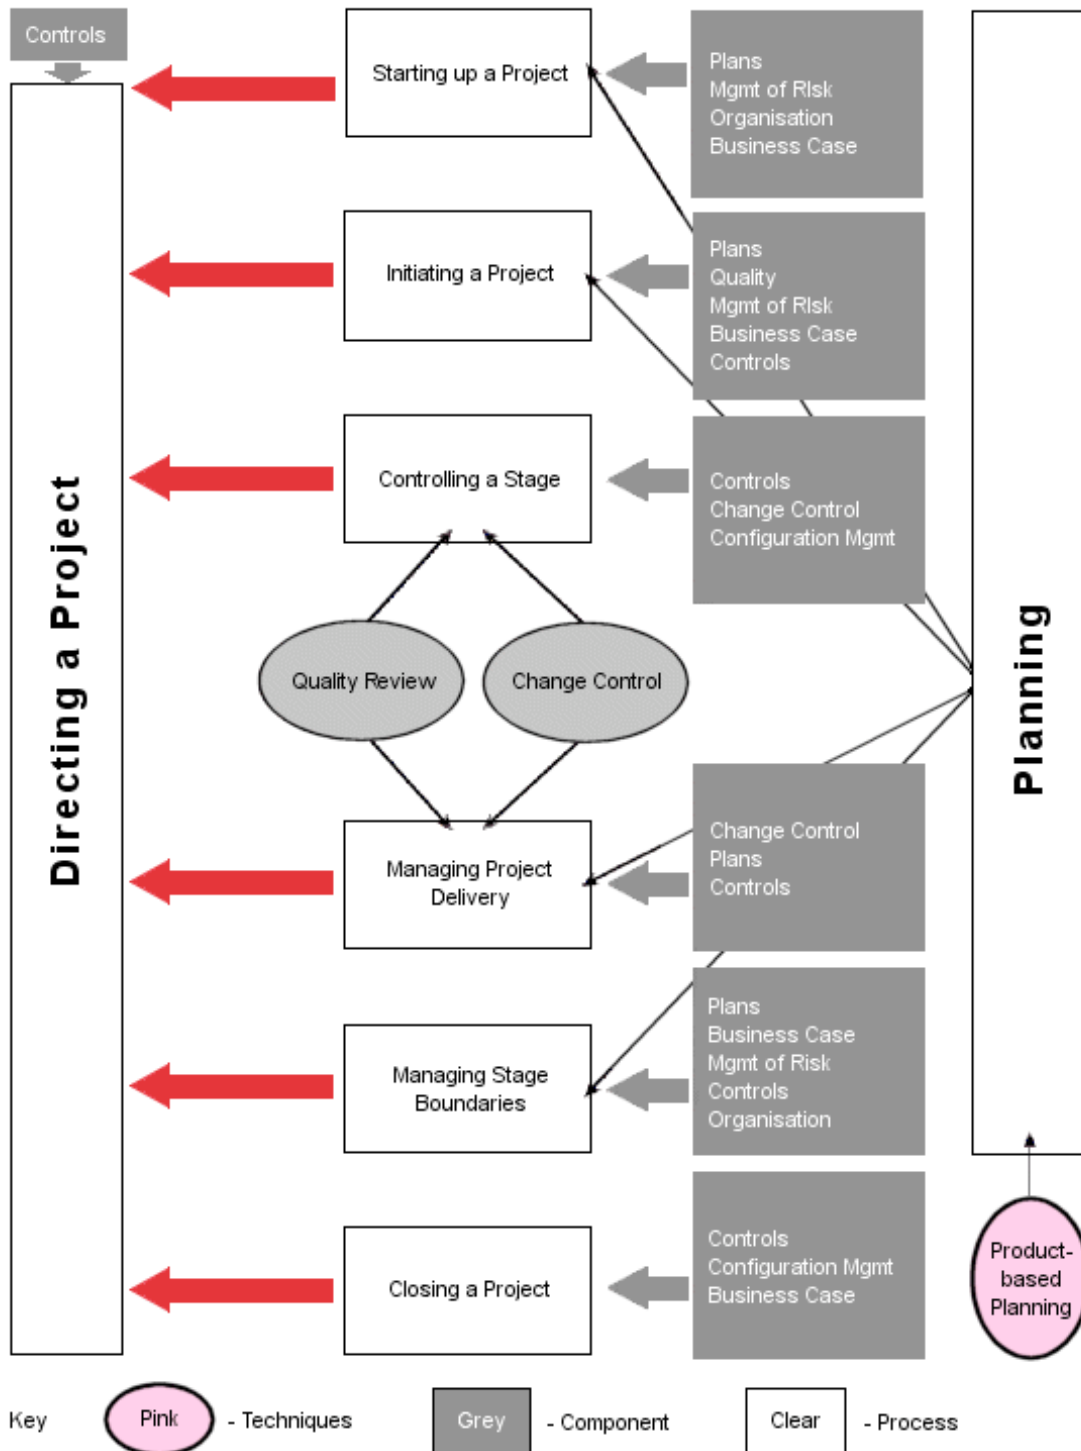 Controls
Starting up a Project
Plans
Mgmt of RIsk
Organisation
Business Case
Initiating a Project
Plans
Quality
Mgmt of RIsk
Business Case
Controls
Controlling a Stage
Controls
Change Control
Configuration Mgmt
Directing a Project
Planning
Quality Review
Change Control
Managing Project
Delivery
Change Control
Plans
Controls
Managing Stage
Boundaries
Plans
Business Case
Mgmt of Risk
Controls
Organisation
Closing a Project
Controls
Configuration Mgmt
Business Case
Product-
based
Planning
Key
Pink
- Techniques
Grey
- Component
Clear
- Process